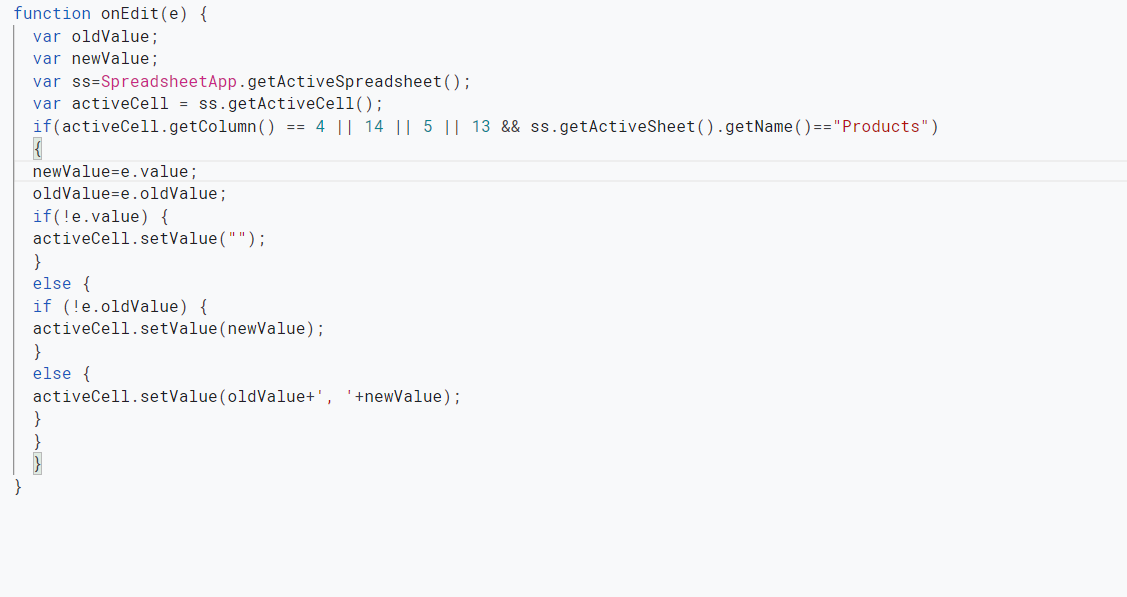 function onEdit(e) {
var oldValue;
var newValue;
var ss=SpreadsheetApp.getActiveSpreadsheet();
var activeCell = ss.getActiveCell();
if(activeCell.getColumn() == 4 || 14 || 5 || 13 && ss.getActiveSheet().getName()=="Products")
{
newValue=e.value;
oldValue=e.oldValue;
if(!e.value) {
activeCell.setValue("");
}
else {
if (!e.oldValue) {
activeCell.setValue(newValue);
}
else {
activeCell.setValue(oldValue+', '+newValue);
}
}
}
}